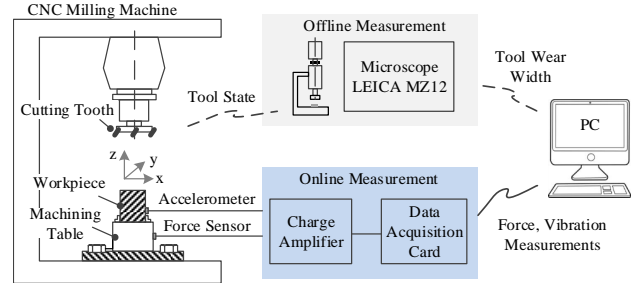 CNC Milling Machine
Cutting Tooth
Tool State
z
y
x
Workpiece
Machining
Table
Accelerometer
Force Sensor
Offline Measurement
Microscope
LEICA MZ12
Online Measurement
Charge
Amplifier
Data
Acquisition
Card
Tool Wear
Width
PC
Force, Vibration
Measurements